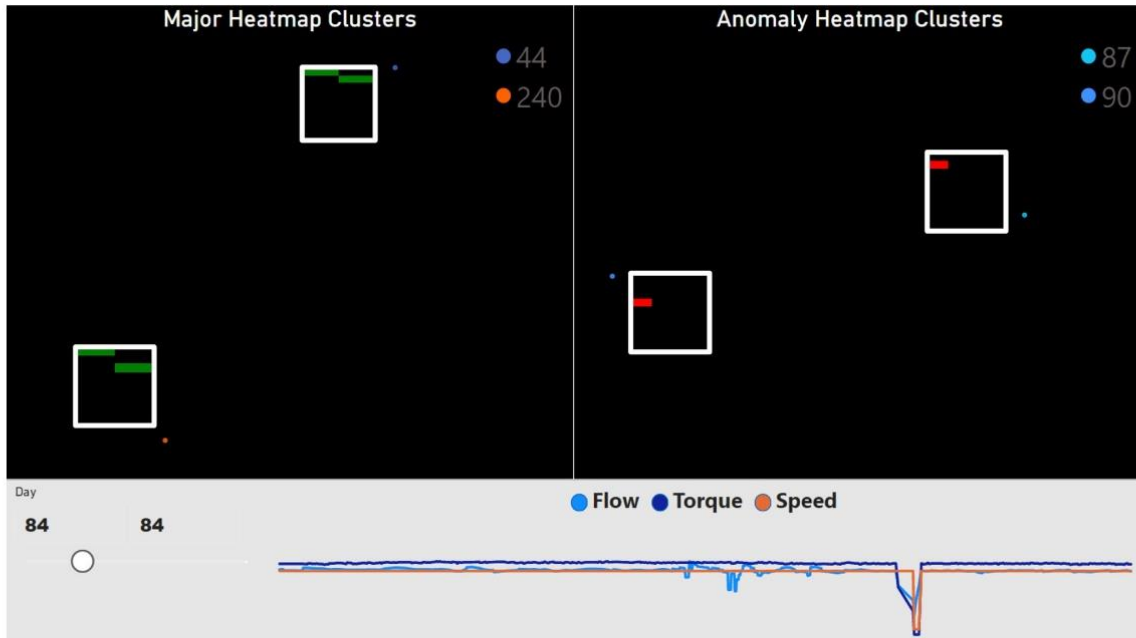 Major Heatmap Clusters
44
240
Anomaly Heatmap Clusters
87
90
Day
84 84
Flow Torque Speed